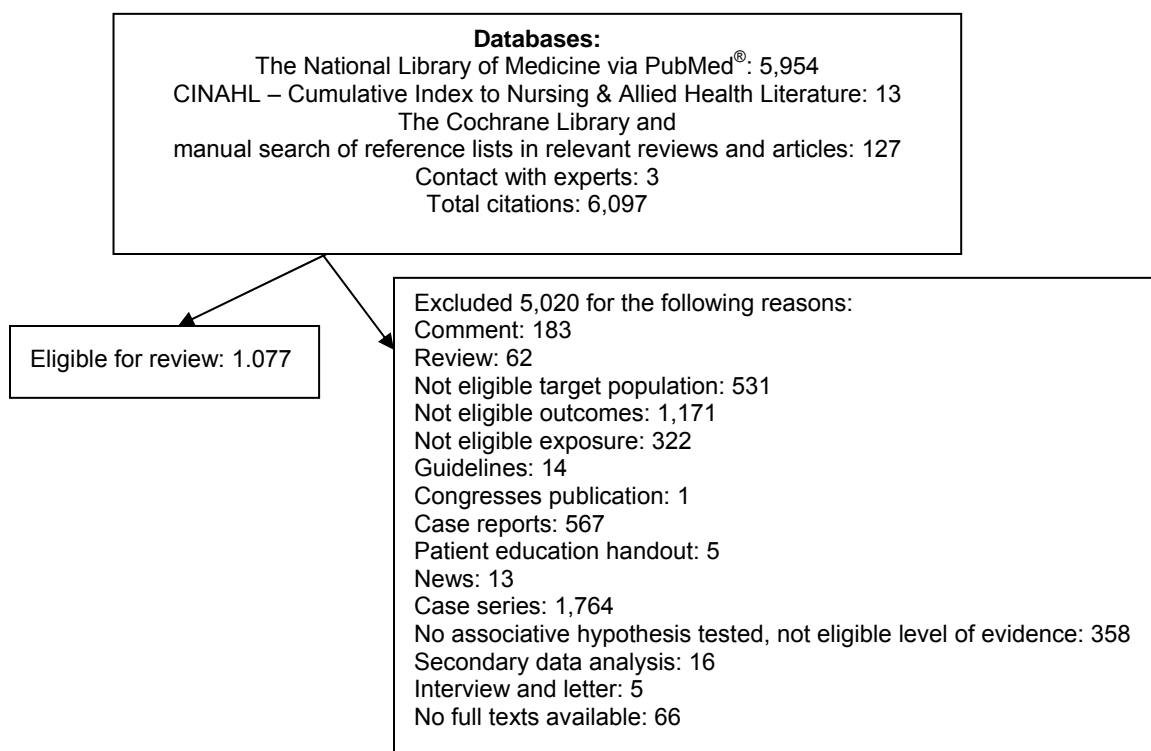 Databases:
The National Library of Medicine via PubMed®: 5,954
CINAHL – Cumulative Index to Nursing & Allied Health Literature: 13
The Cochrane Library and
manual search of reference lists in relevant reviews and articles: 127
Contact with experts: 3
Total citations: 6,097
Eligible for review: 1.077
Excluded 5,020 for the following reasons:
Comment: 183
Review: 62
Not eligible target population: 531
Not eligible outcomes: 1,171
Not eligible exposure: 322
Guidelines: 14
Congresses publication: 1
Case reports: 567
Patient education handout: 5
News: 13
Case series: 1,764
No associative hypothesis tested, not eligible level of evidence: 358
Secondary data analysis: 16
Interview and letter: 5
No full texts available: 66